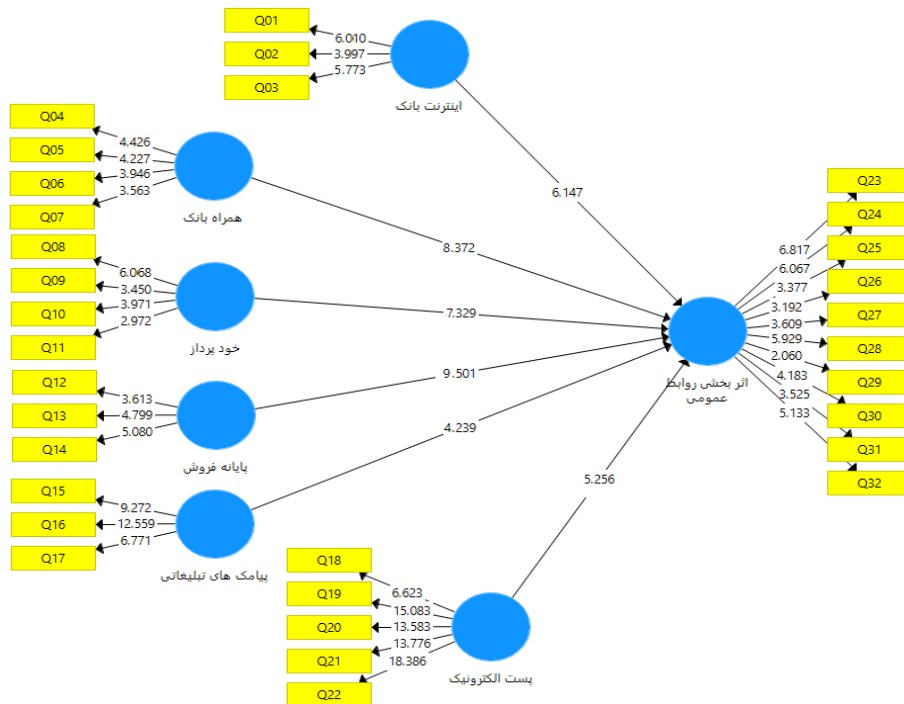 Q01
Q02
Q03
6.010
3.997
5.773
اینترنت بانک
Q04
Q05
Q06
Q07
4.426
4.227
3.946
3.563
همراه بانک
Q08
Q09
Q10
Q11
6.068
3.450
3.971
2.972
خود پرداز
Q12
Q13
Q14
3.613
4.799
5.080
پایانه فروش
Q15
Q16
Q17
9.272
12.559
6.771
پیامک های تبلیغاتی
Q18
Q19
Q20
Q21
Q22
6.623
15.083
13.583
13.776
18.386
پست الکترونیک
6.147
8.372
7.329
9.501
4.239
5.256
اثر بخشی روابط
عمومی
6.817
6.067
3.377
3.192
3.609
5.929
2.060
4.183
3.525
5.133
Q23
Q24
Q25
Q26
Q27
Q28
Q29
Q30
Q31
Q32